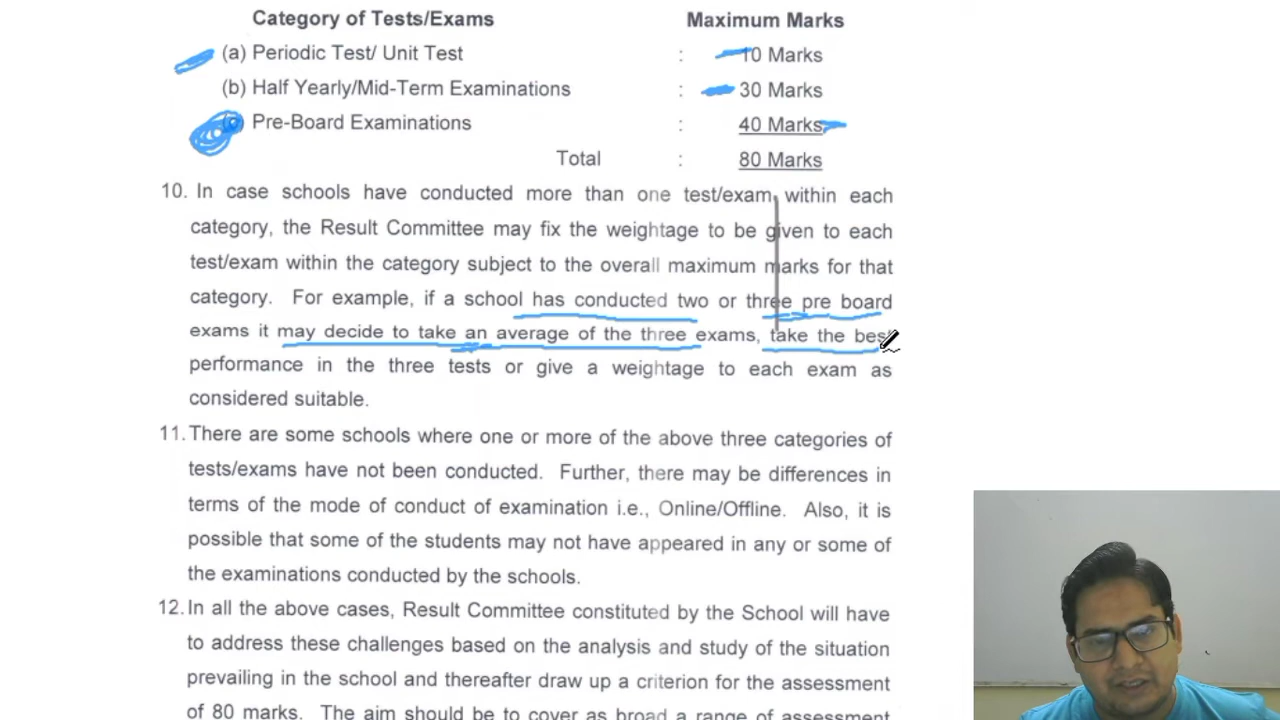 Category of Tests/Exams Maximum Marks
(a) Periodic Test/ Unit Test : 10 Marks
(b) Half Yearly/Mid-Term Examinations : 30 Marks
(c) Pre-Board Examinations : 40 Marks
Total : 80 Marks
10. In case schools have conducted more than one test/exam within each
category, the Result Committee may fix the weightage to be given to each
test/exam within the category subject to the overall maximum marks for that
category. For example, if a school has conducted two or three pre board
exams it may decide to take an average of the three exams, take the best
performance in the three tests or give a weightage to each exam as
considered suitable.
11. There are some schools where one or more of the above three categories of
tests/exams have not been conducted. Further, there may be differences in
terms of the mode of conduct of examination i.e., Online/Offline. Also, it is
possible that some of the students may not have appeared in any or some of
the examinations conducted by the schools.
12. In all the above cases, Result Committee constituted by the School will have
to address these challenges based on the analysis and study of the situation
prevailing in the school and thereafter draw up a criterion for the assessment
of 80 marks. The aim should be to cover as broad a range of assessment